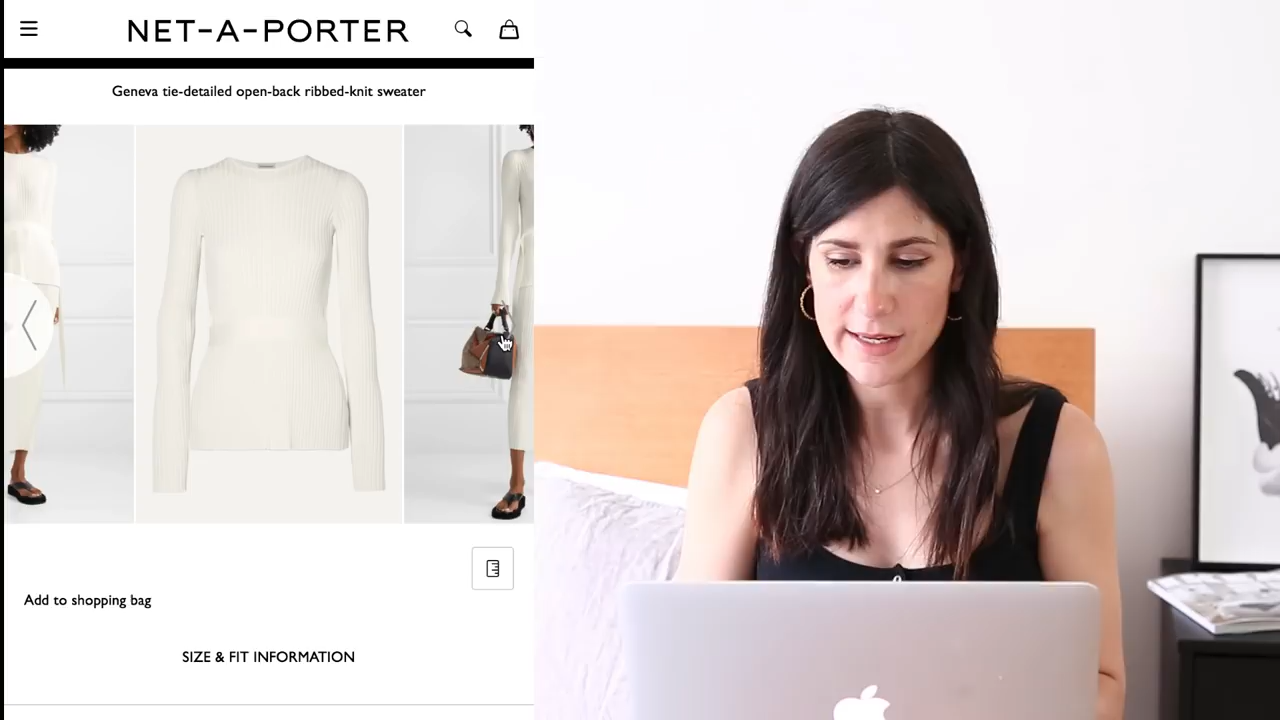 NET-A-PORTER
Geneva tie-detailed open-back ribbed-knit sweater
Add to shopping bag
SIZE & FIT INFORMATION